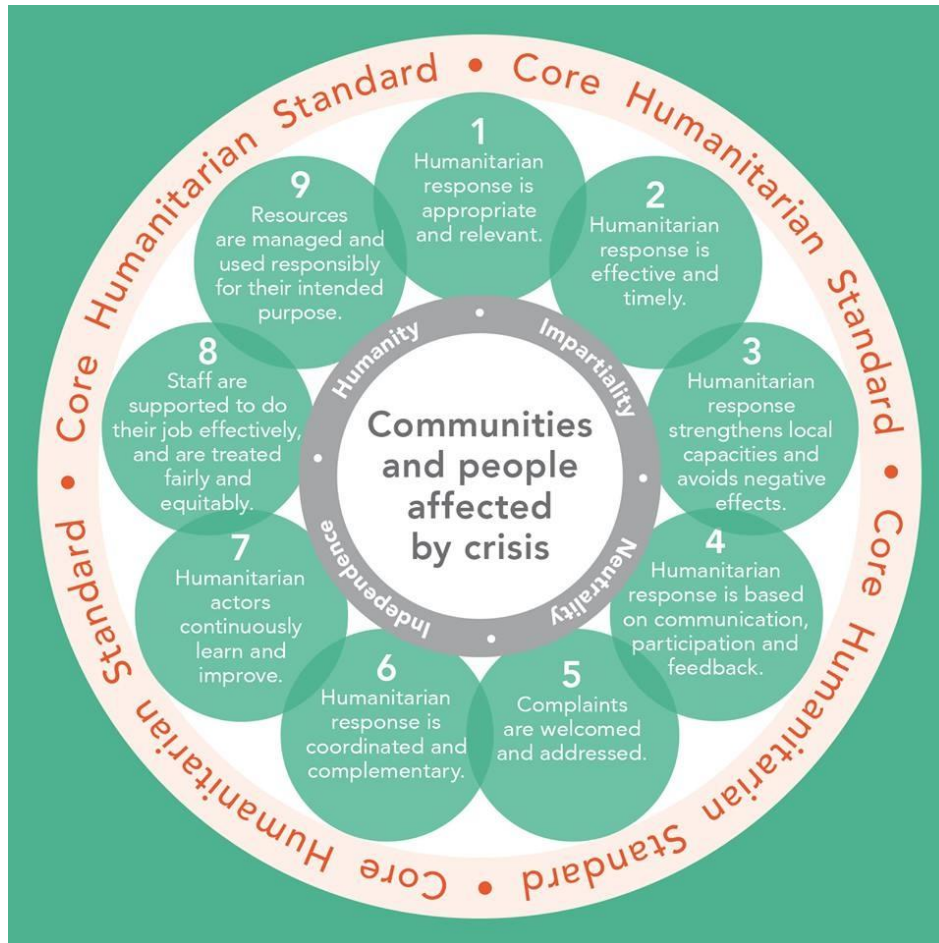 Core Humanitarian Standard • Core Humanitarian Standard • Core Humanitarian Standard • Core Humanitarian Standard •
1
Humanitarian
response is
appropriate
and relevant.
2
Humanitarian
response is
effective and
timely.
3
Humanitarian
response
strengthens local
capacities and
avoids negative
effects.
4
Humanitarian
response is based
on communication,
participation and
feedback.
5
Complaints
are welcomed
and addressed.
6
Humanitarian
response is
coordinated and
complementary.
7
Humanitarian
actors
continuously
learn and
improve.
8
Staff are
supported to do
their job effectively,
and are treated
fairly and
equitably.
9
Resources
are managed and
used responsibly
for their intended
purpose.
Humanity • Impartiality • Neutrality • Independence •
Communities
and people
affected
by crisis